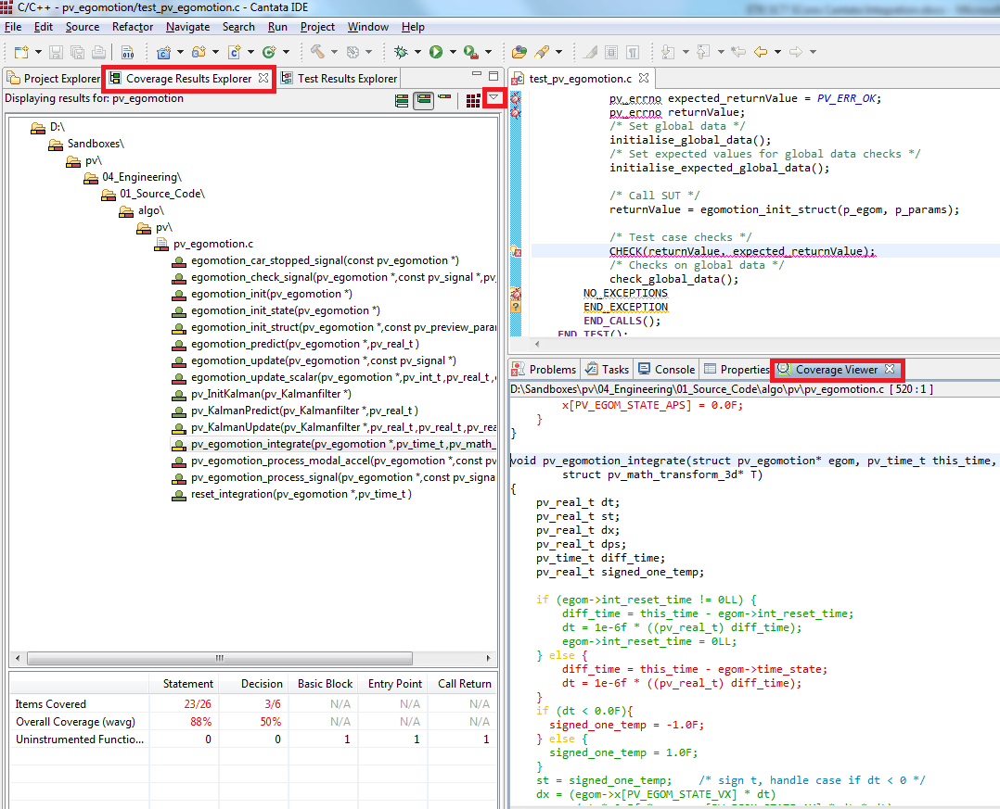 C/C++ - pv_egomotion/test_pv_egomotion.c - Cantata IDE
File Edit Source Refactor Navigate Search Run Project Window Help
Project Explorer Coverage Results Explorer Test Results Explorer
Displaying results for: pv_egomotion
D:\
Sandboxes\
pv\
04_Engineering\
01_Source_Code\
algo\
pv\
pv_egomotion.c
egomotion_car_stopped_signal(const pv_egomotion *)
egomotion_check_signal(pv_egomotion *,const pv_signal *,pv_
egomotion_init(pv_egomotion *)
egomotion_init_state(pv_egomotion *)
egomotion_init_struct(pv_egomotion *,const pv_preview_parar
egomotion_predict(pv_egomotion *,pv_real_t )
egomotion_update(pv_egomotion *,const pv_signal *)
egomotion_update_scalar(pv_egomotion *,pv_int_t ,pv_real_t ,
pv_InitKalman(pv_Kalmanfilter *)
pv_KalmanPredict(pv_Kalmanfilter *,pv_real_t )
pv_KalmanUpdate(pv_Kalmanfilter *,pv_real_t ,pv_real_t ,pv_rea
pv_egomotion_integrate(pv_egomotion *,pv_time_t ,pv_math_
pv_egomotion_process_modal_accel(pv_egomotion *,const pv
pv_egomotion_process_signal(pv_egomotion *,const pv_signa
reset_integration(pv_egomotion *,pv_time_t )
Statement Decision Basic Block Entry Point Call Return
Items Covered 23/26 3/6 N/A N/A N/A
Overall Coverage (wavg) 88% 50% N/A N/A N/A
Uninstrumented Functio... 0 0 1 1 1
test_pv_egomotion.c
pv_errno expected_returnValue = PV_ERR_OK;
pv_errno returnValue;
/* Set global data */
initialise_global_data();
/* Set expected values for global data checks */
initialise_expected_global_data();
/* Call SUT */
returnValue = egomotion_init_struct(p_egom, p_params);
/* Test case checks */
CHECK(returnValue, expected_returnValue);
/* Checks on global data */
check_global_data();
NO_EXCEPTIONS
END_EXCEPTION
END_CALLS();
END_TEST();
Problems Tasks Console Properties Coverage Viewer
D:\Sandboxes\pv\04_Engineering\01_Source_Code\algo\pv\pv_egomotion.c [ 520 : 1 ]
x[PV_EGOM_STATE_APS] = 0.0F;
}
}
void pv_egomotion_integrate(struct pv_egomotion* egom, pv_time_t this_time,
struct pv_math_transform_3d* T)
{
pv_real_t dt;
pv_real_t st;
pv_real_t dx;
pv_real_t dps;
pv_time_t diff_time;
pv_real_t signed_one_temp;
if (egom->int_reset_time != 0LL) {
diff_time = this_time - egom->int_reset_time;
dt = 1e-6f * ((pv_real_t) diff_time);
egom->int_reset_time = 0LL;
} else {
diff_time = this_time - egom->time_state;
dt = 1e-6f * ((pv_real_t) diff_time);
}
if (dt < 0.0F){
signed_one_temp = -1.0F;
} else {
signed_one_temp = 1.0F;
}
st = signed_one_temp; /* sign t, handle case if dt < 0 */
dx = (egom->x[PV_EGOM_STATE_VX] * dt)